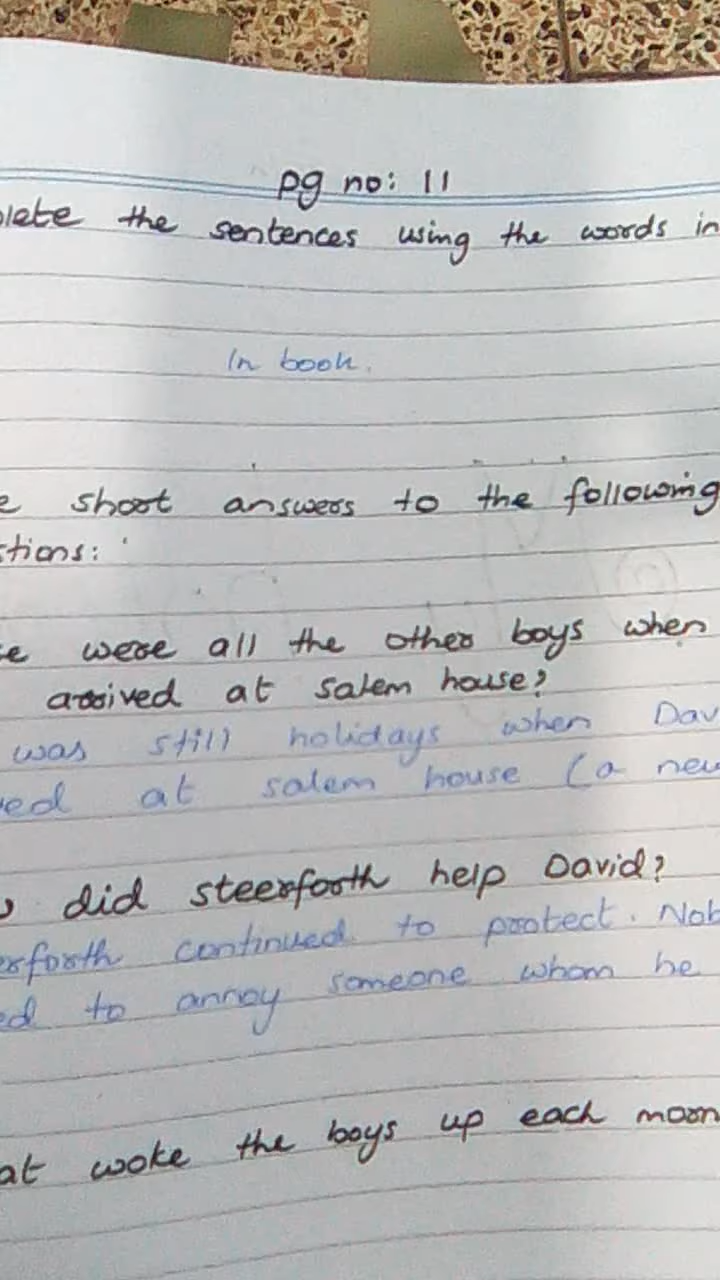 pg no: 11
plete the sentences using the words in
In book.
e short answers to the following
stions:
e were all the other boys when
arrived at salem house?
was still holidays when Dav
ved at salem house (a new
did steerforth help David?
erforth continued to protect. Nob
ed to annoy someone whom he
at woke the boys up each morn